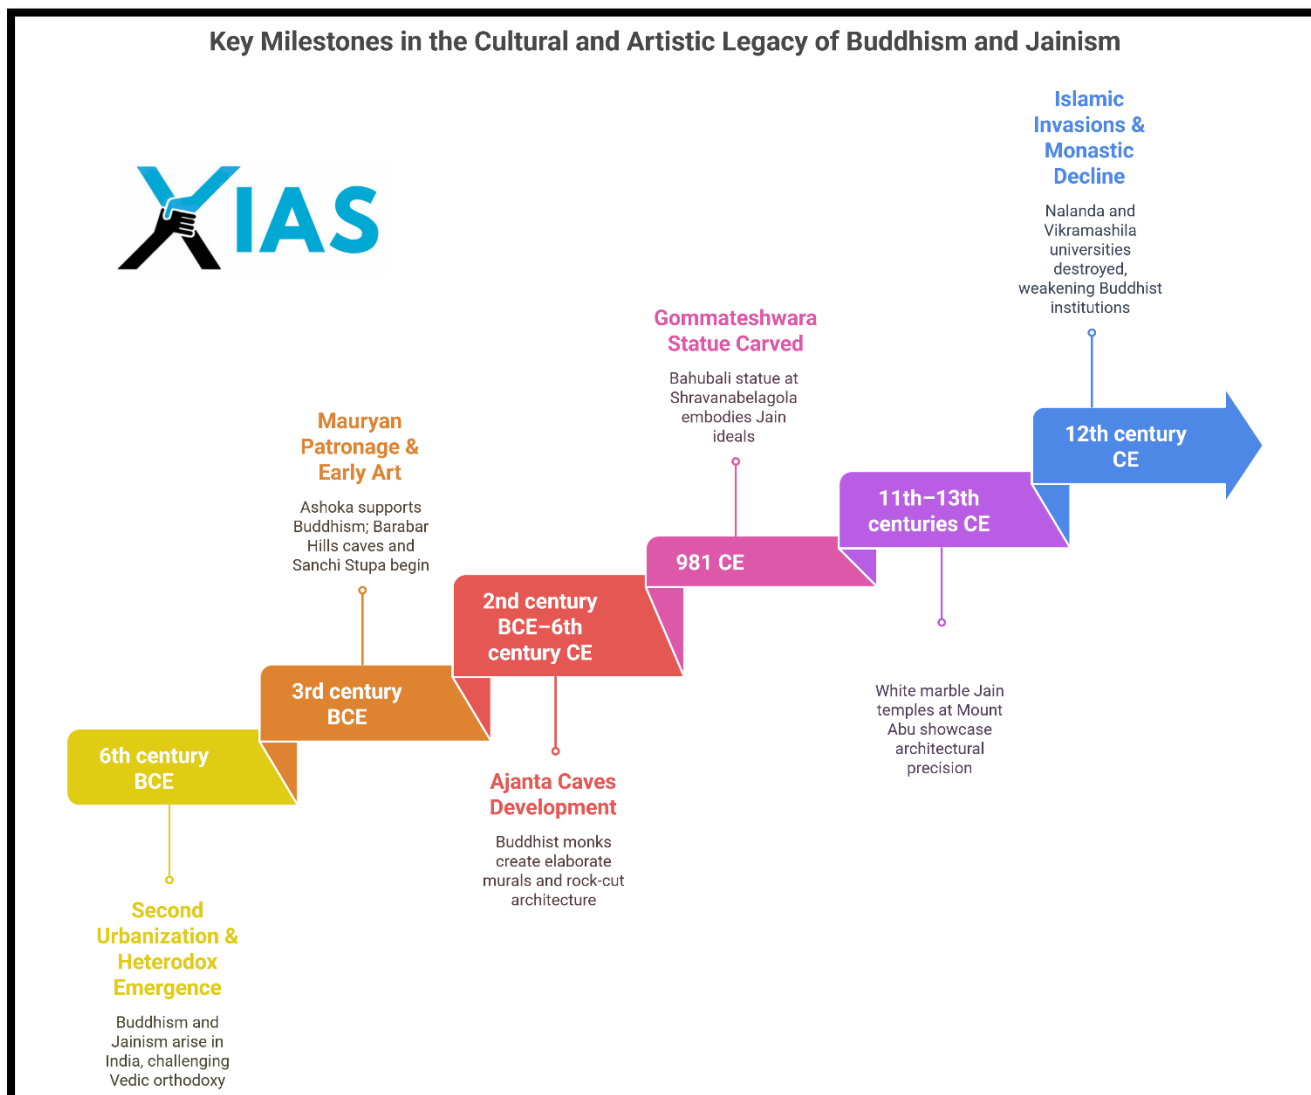 Key Milestones in the Cultural and Artistic Legacy of Buddhism and Jainism
XIAS
6th century
BCE
Second
Urbanization &
Heterodox
Emergence
Buddhism and
Jainism arise in
India, challenging
Vedic orthodoxy
Mauryan
Patronage &
Early Art
Ashoka supports
Buddhism; Barabar
Hills caves and
Sanchi Stupa begin
3rd century
BCE
2nd century
BCE–6th
century CE
Ajanta Caves
Development
Buddhist monks
create elaborate
murals and rock-cut
architecture
Gommateshwara
Statue Carved
Bahubali statue at
Shravanabelagola
embodies Jain
ideals
981 CE
11th–13th
centuries CE
White marble Jain
temples at Mount
Abu showcase
architectural
precision
Islamic
Invasions &
Monastic
Decline
Nalanda and
Vikramashila
universities
destroyed,
weakening Buddhist
institutions
12th century
CE